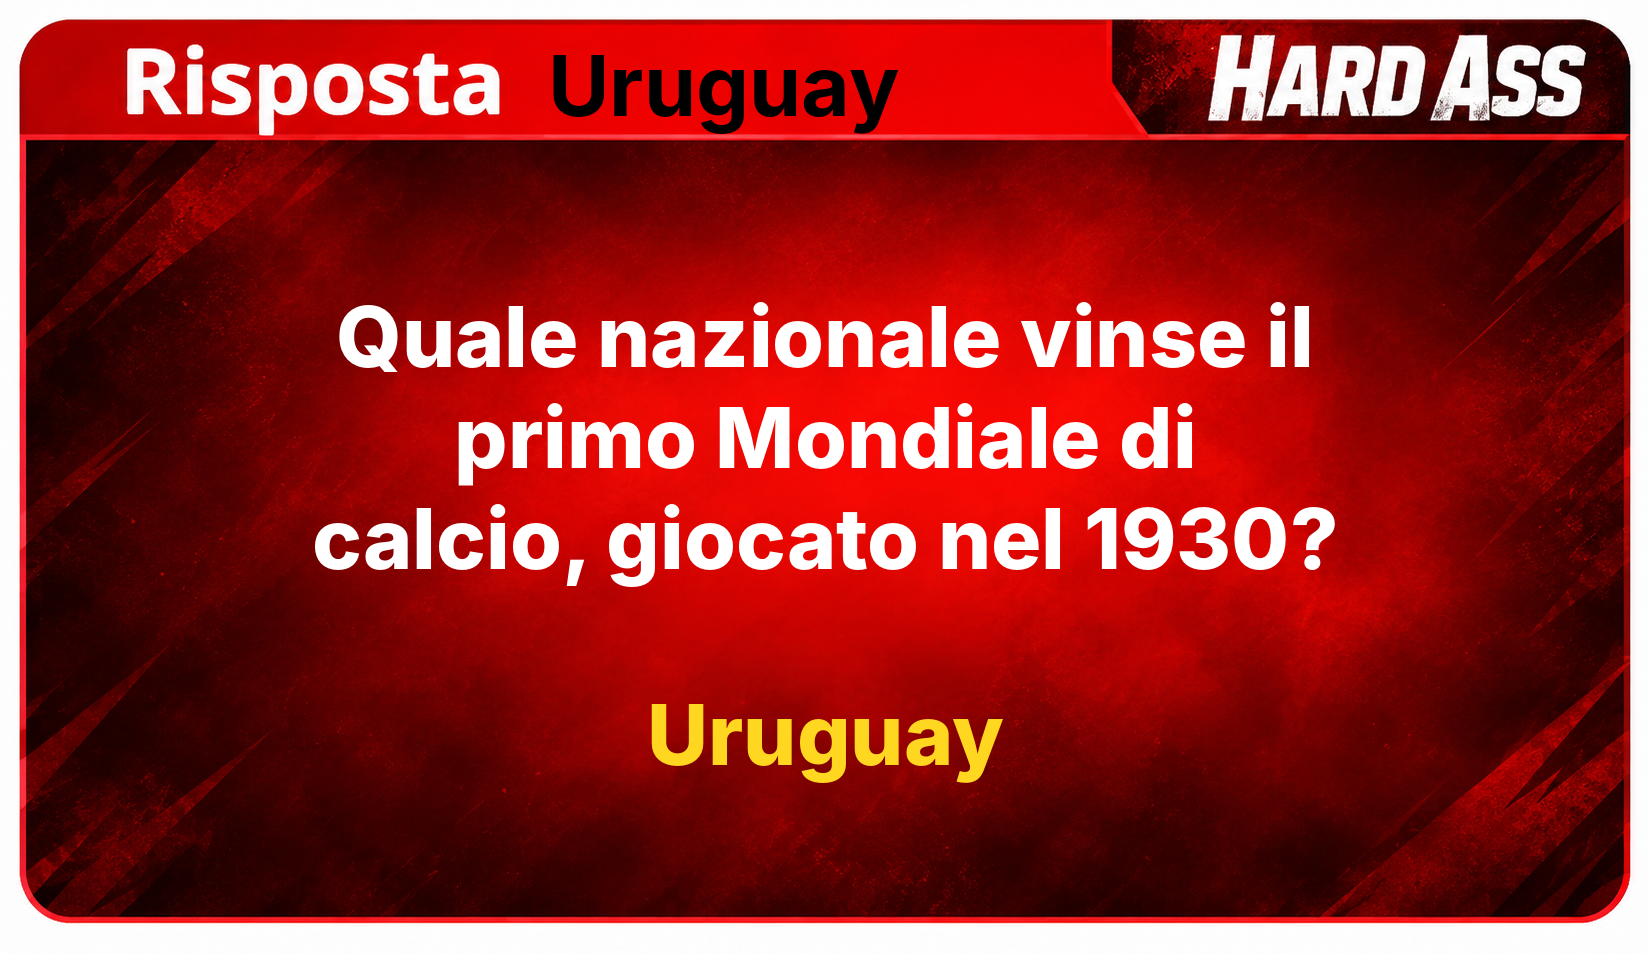 Risposta Uruguay HARD ASS
Quale nazionale vinse il
primo Mondiale di
calcio, giocato nel 1930?
Uruguay